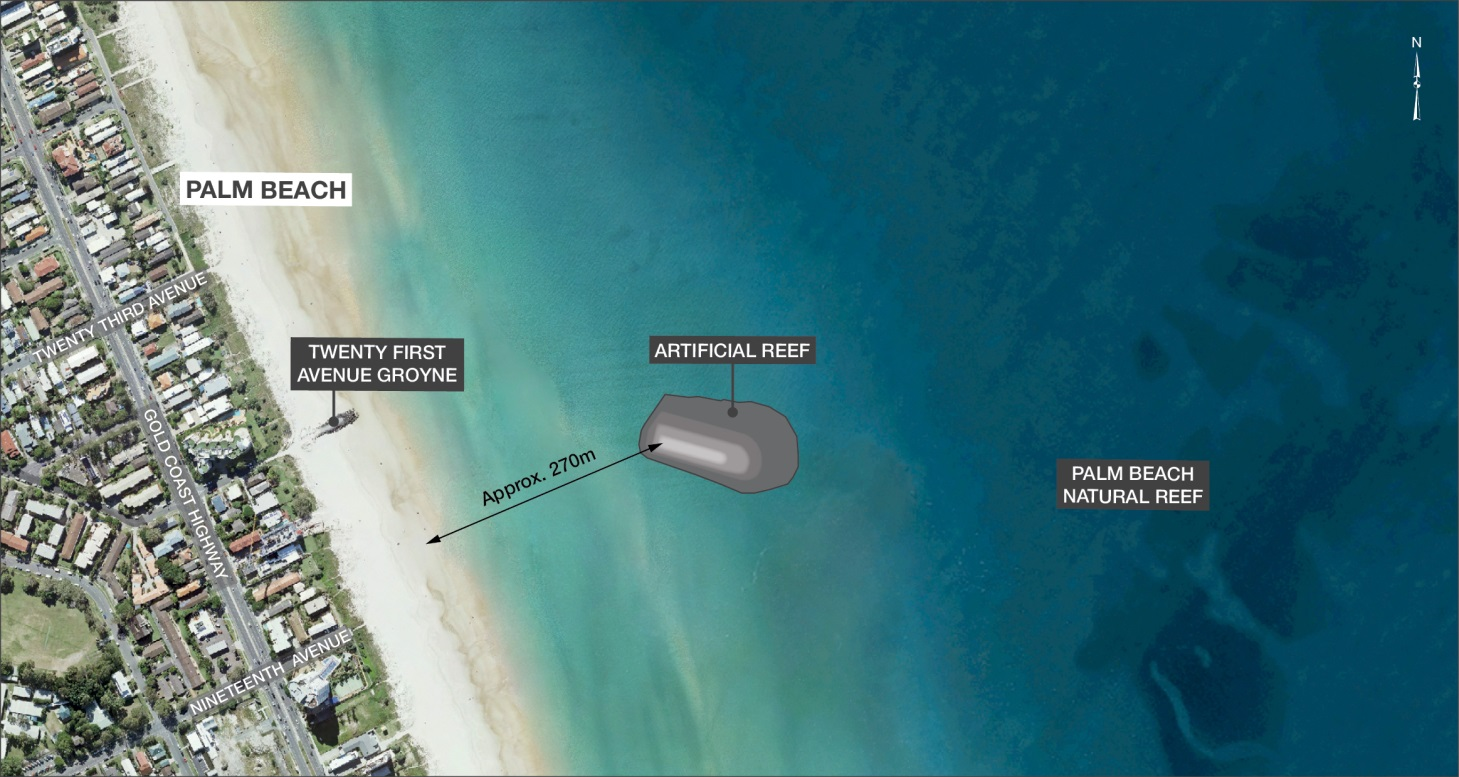 N
PALM BEACH
TWENTY THIRD AVENUE
TWENTY FIRST
AVENUE GROYNE
ARTIFICIAL REEF
GOLD COAST HIGHWAY
Approx. 270m
PALM BEACH
NATURAL REEF
NINETEENTH AVENUE